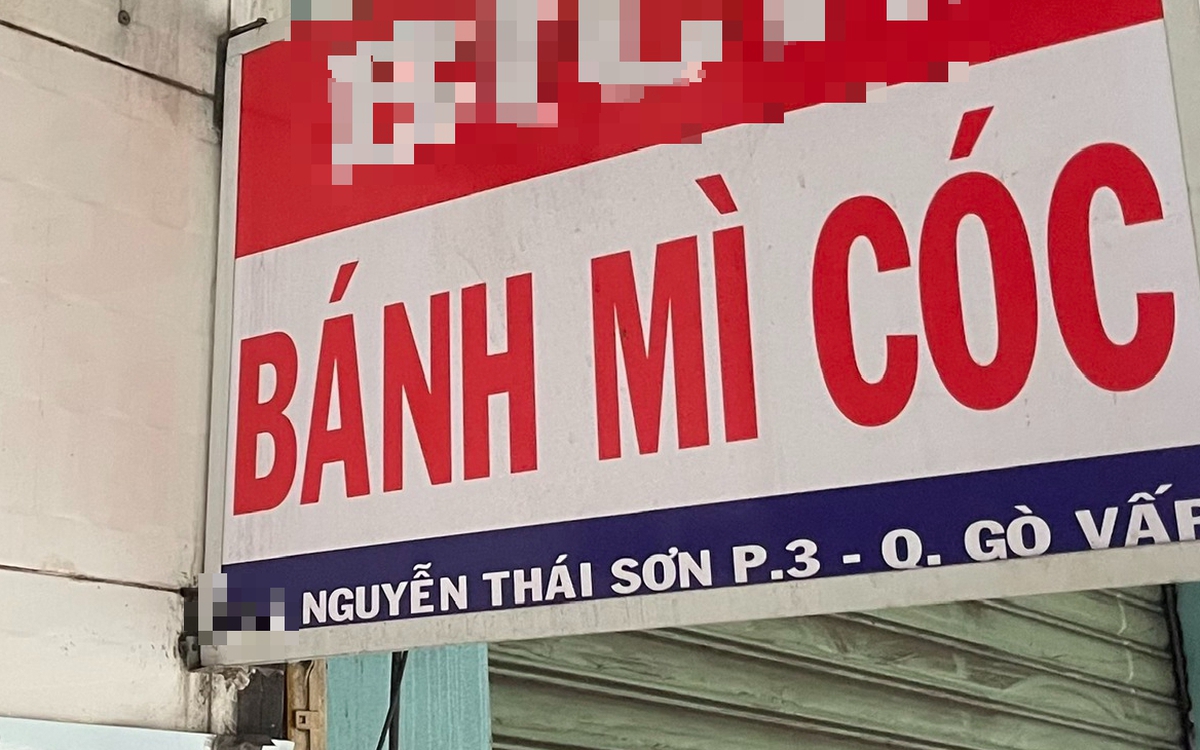 BÁNH MÌ CÓC
NGUYỄN THÁI SƠN P.3 - Q. GÒ VẤP